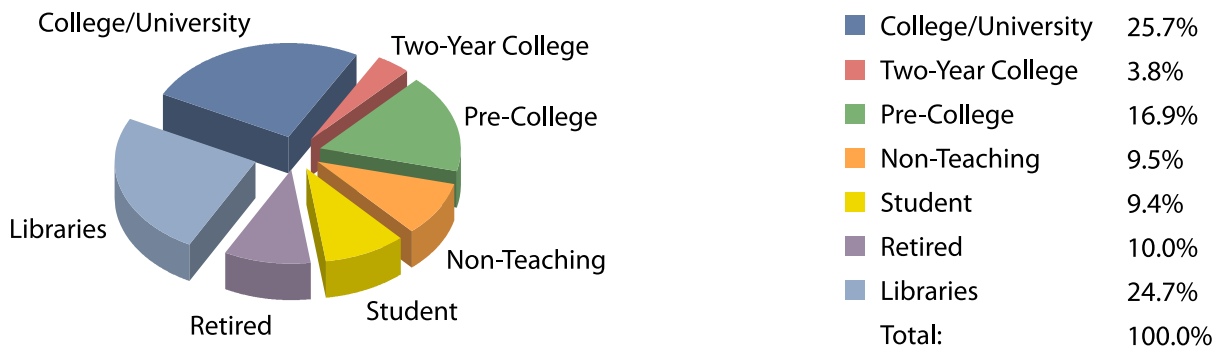 College/University
Two-Year College
Pre-College
Non-Teaching
Student
Retired
Libraries
College/University 25.7%
Two-Year College 3.8%
Pre-College 16.9%
Non-Teaching 9.5%
Student 9.4%
Retired 10.0%
Libraries 24.7%
Total: 100.0%